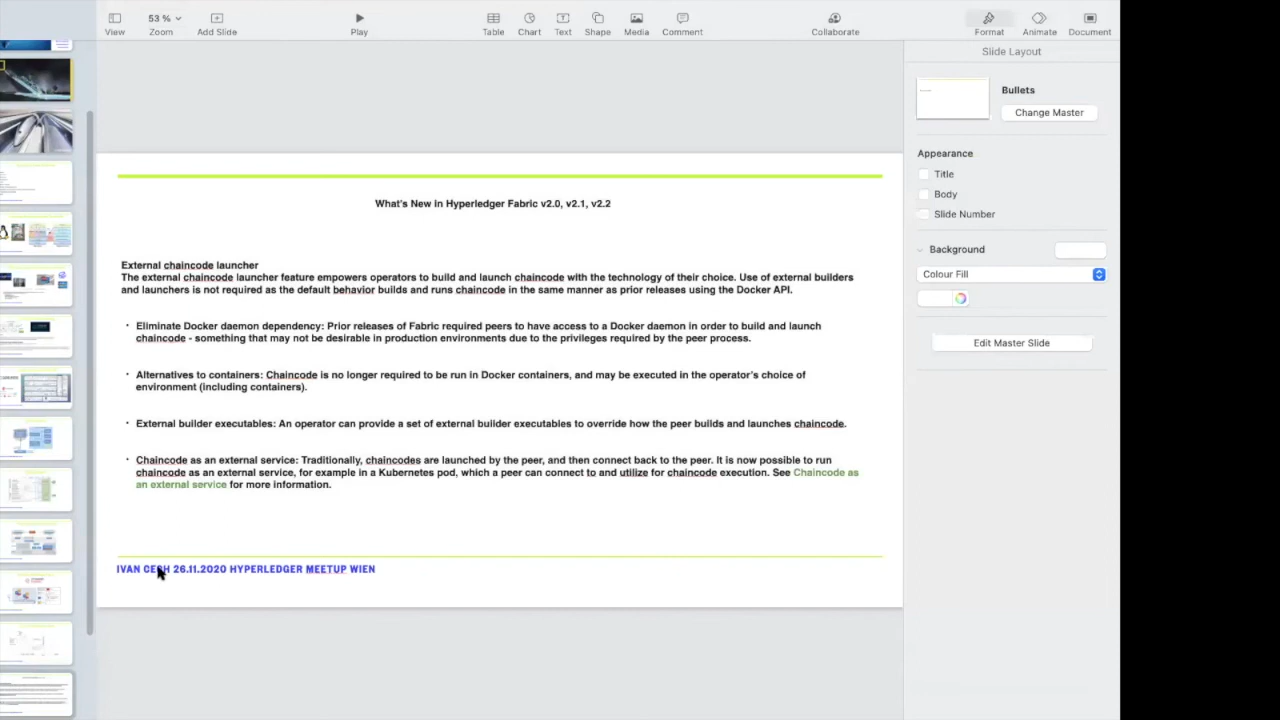 View
53 %
Zoom
Add Slide
Play
Table
Chart
Text
Shape
Media
Comment
Collaborate
Format
Animate
Document
Slide Layout
Bullets
Change Master
Appearance
Title
Body
Slide Number
Background
Colour Fill
Edit Master Slide
What's New in Hyperledger Fabric v2.0, v2.1, v2.2
External chaincode launcher
The external chaincode launcher feature empowers operators to build and launch chaincode with the technology of their choice. Use of external builders
and launchers is not required as the default behavior builds and runs chaincode in the same manner as prior releases using the Docker API.
· Eliminate Docker daemon dependency: Prior releases of Fabric required peers to have access to a Docker daemon in order to build and launch
chaincode - something that may not be desirable in production environments due to the privileges required by the peer process.
· Alternatives to containers: Chaincode is no longer required to be run in Docker containers, and may be executed in the operator's choice of
environment (including containers).
· External builder executables: An operator can provide a set of external builder executables to override how the peer builds and launches chaincode.
· Chaincode as an external service: Traditionally, chaincodes are launched by the peer, and then connect back to the peer. It is now possible to run
chaincode as an external service, for example in a Kubernetes pod, which a peer can connect to and utilize for chaincode execution. See Chaincode as
an external service for more information.
IVAN 26.11.2020 HYPERLEDGER MEETUP WIEN